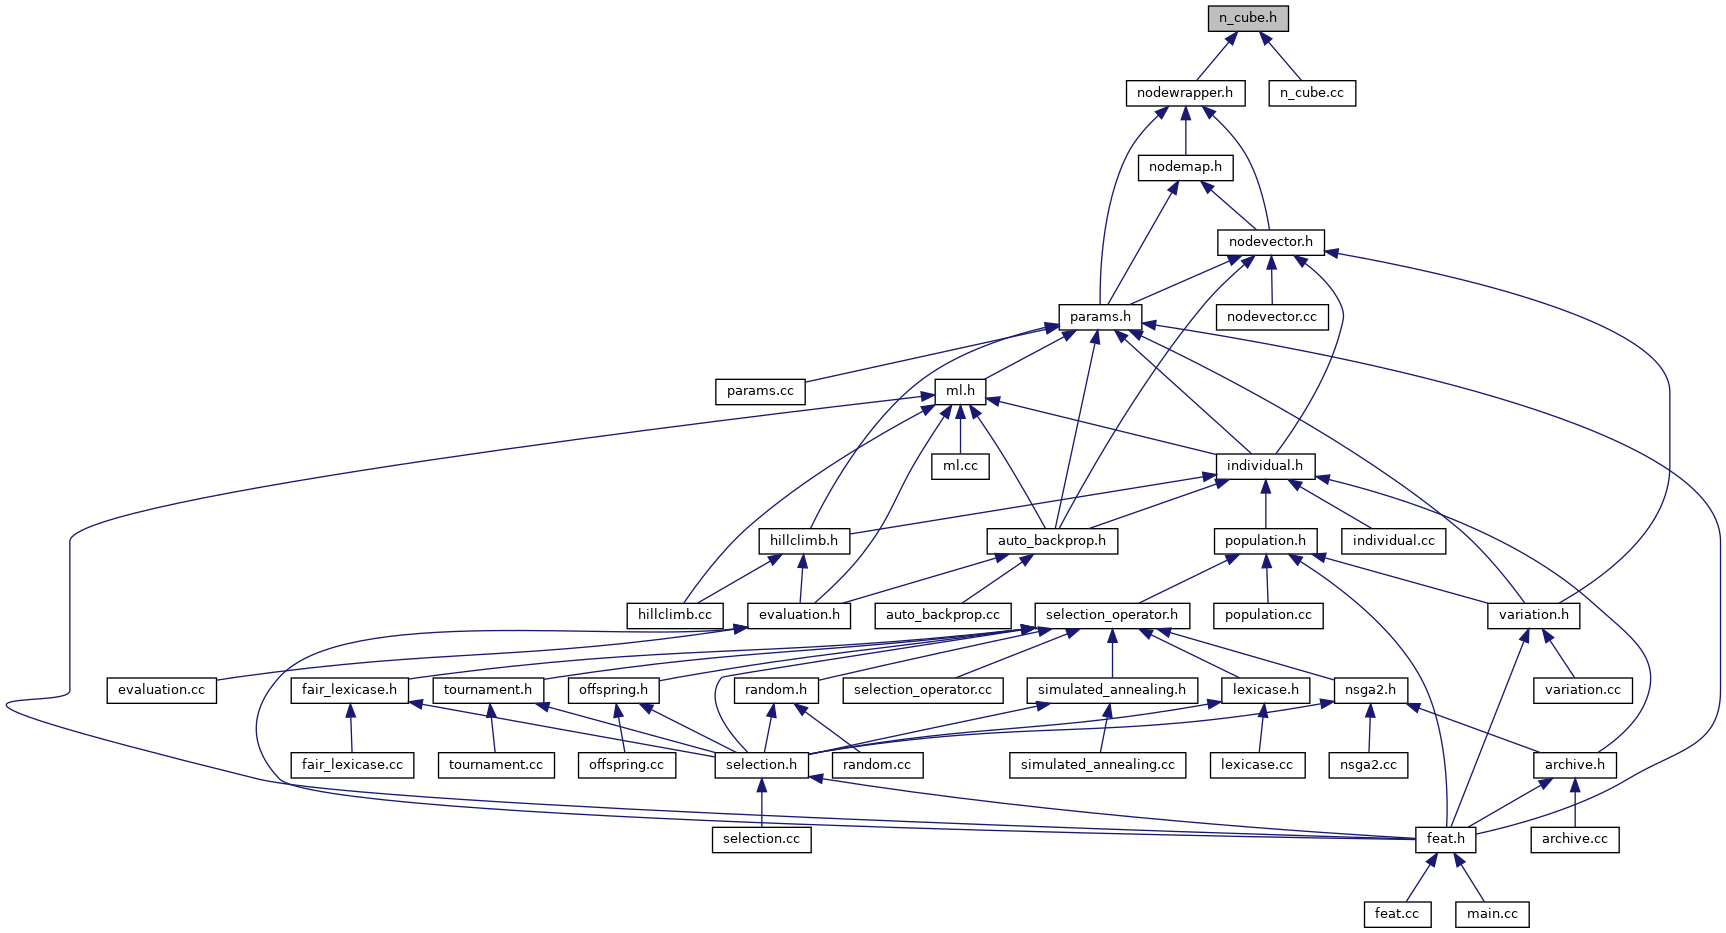 n_cube.h
nodewrapper.h
n_cube.cc
nodemap.h
nodevector.h
params.h
nodevector.cc
params.cc
ml.h
ml.cc
individual.h
hillclimb.h
auto_backprop.h
population.h
individual.cc
hillclimb.cc
evaluation.h
auto_backprop.cc
selection_operator.h
population.cc
variation.h
evaluation.cc
fair_lexicase.h
tournament.h
offspring.h
random.h
selection_operator.cc
simulated_annealing.h
lexicase.h
nsga2.h
variation.cc
fair_lexicase.cc
tournament.cc
offspring.cc
selection.h
random.cc
simulated_annealing.cc
lexicase.cc
nsga2.cc
archive.h
selection.cc
feat.h
archive.cc
feat.cc
main.cc